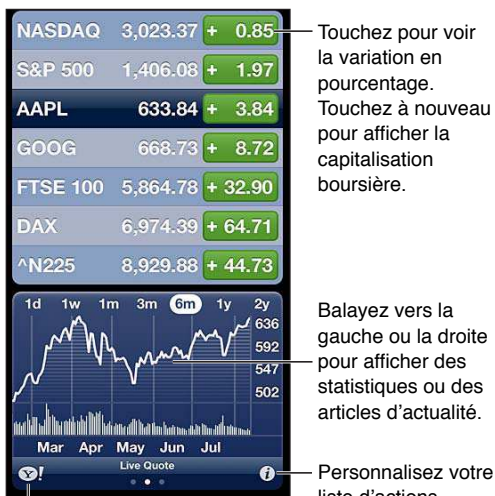 NASDAQ 3,023.37 + 0.85
S&P 500 1,406.08 + 1.97
AAPL 633.84 + 3.84
GOOG 668.73 + 8.72
FTSE 100 5,864.78 + 32.90
DAX 6,974.39 + 64.71
^N225 8,929.88 + 44.73
1d 1w 1m 3m 6m 1y 2y
636
592
547
502
Mar Apr May Jun Jul
Live Quote
Y!
i
Touchez pour voir
la variation en
pourcentage.
Touchez à nouveau
pour afficher la
capitalisation
boursière.
Balayez vers la
gauche ou la droite
pour afficher des
statistiques ou des
articles d'actualité.
Personnalisez votre
liste d'actions